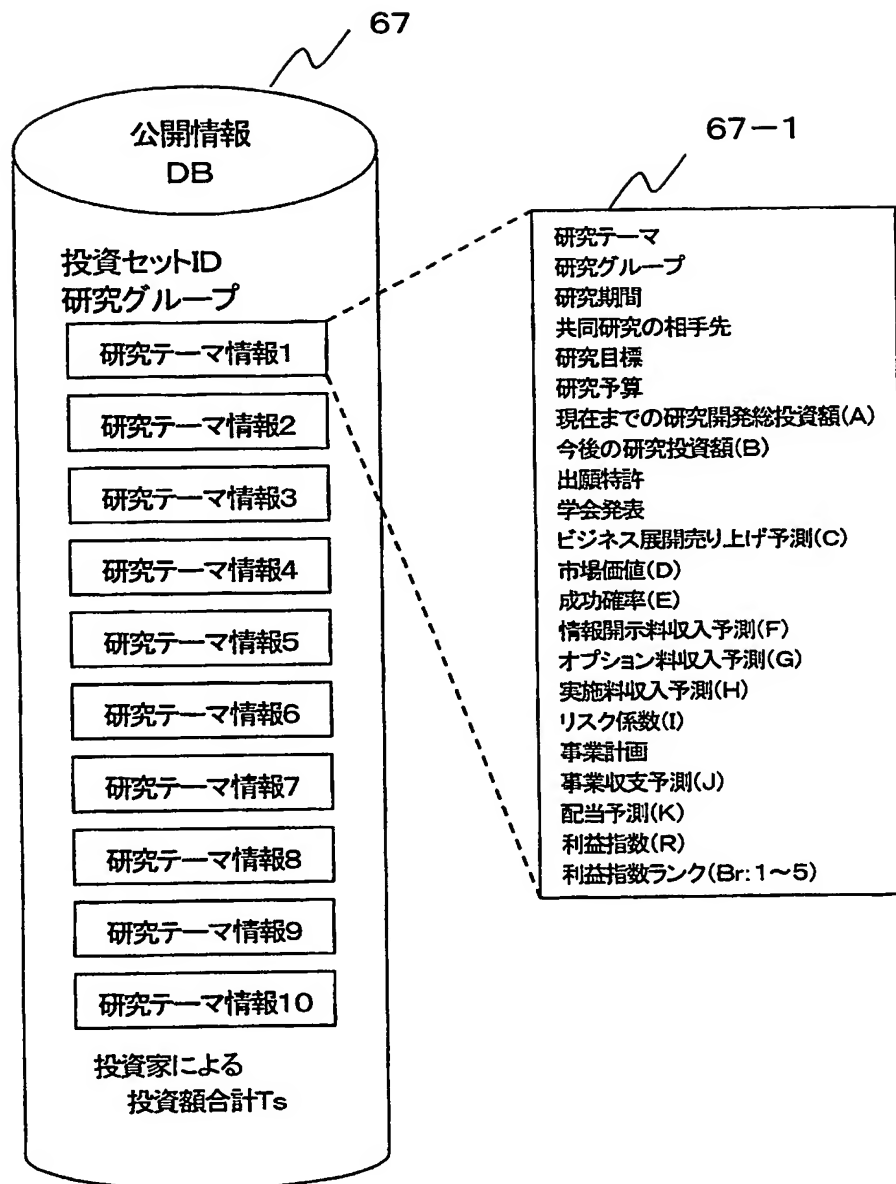 67
公開情報
DB
投資セットID
研究グループ
研究テーマ情報1
研究テーマ情報2
研究テーマ情報3
研究テーマ情報4
研究テーマ情報5
研究テーマ情報6
研究テーマ情報7
研究テーマ情報8
研究テーマ情報9
研究テーマ情報10
投資家による
投資額合計Ts
67-1
研究テーマ
研究グループ
研究期間
共同研究の相手先
研究目標
研究予算
現在までの研究開発総投資額(A)
今後の研究投資額(B)
出願特許
学会発表
ビジネス展開売り上げ予測(C)
市場価値(D)
成功確率(E)
情報開示料収入予測(F)
オプション料収入予測(G)
実施料収入予測(H)
リスク係数(I)
事業計画
事業収支予測(J)
配当予測(K)
利益指数(R)
利益指数ランク(Br:1~5)